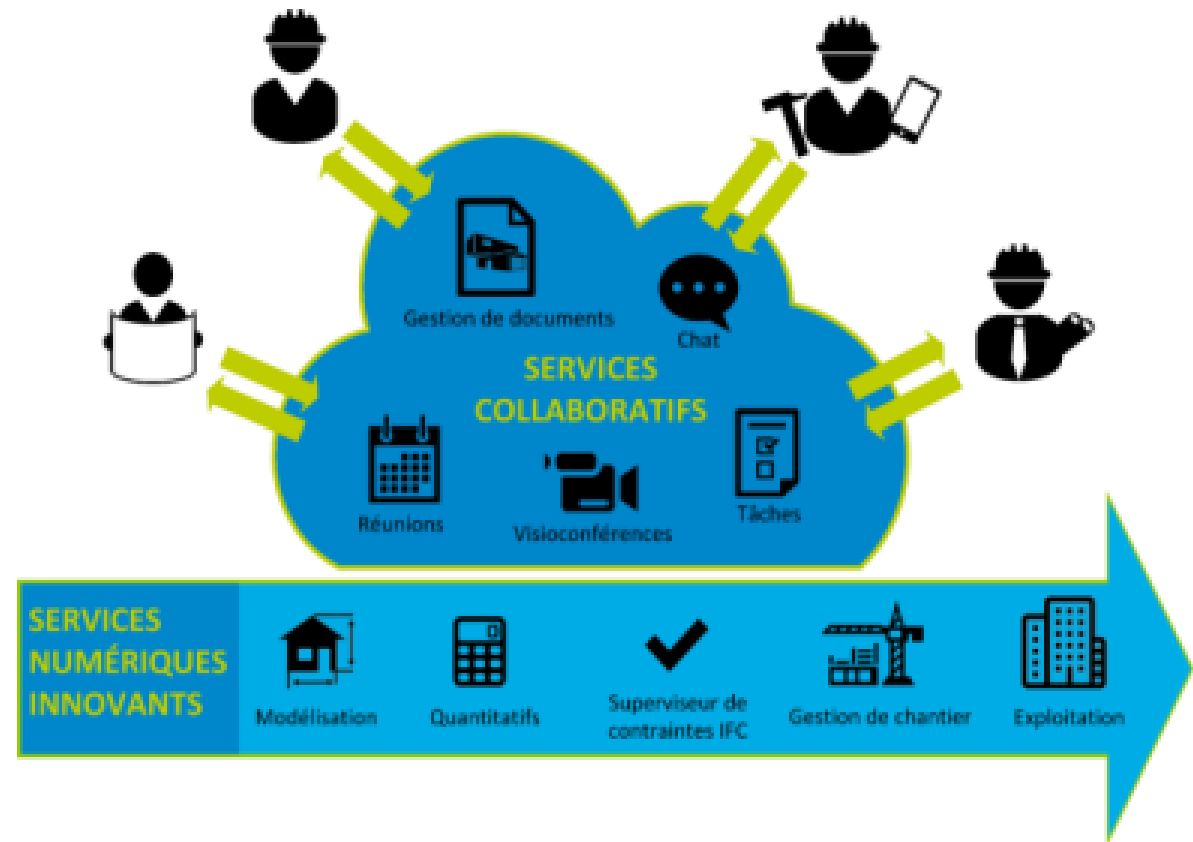 Gestion de documents
Chat
SERVICES
COLLABORATIFS
Réunions
Visioconférences
Tâches
SERVICES
NUMÉRIQUES
INNOVANTS
Modélisation
Quantitatifs
Superviseur de
contraintes IFC
Gestion de chantier
Exploitation